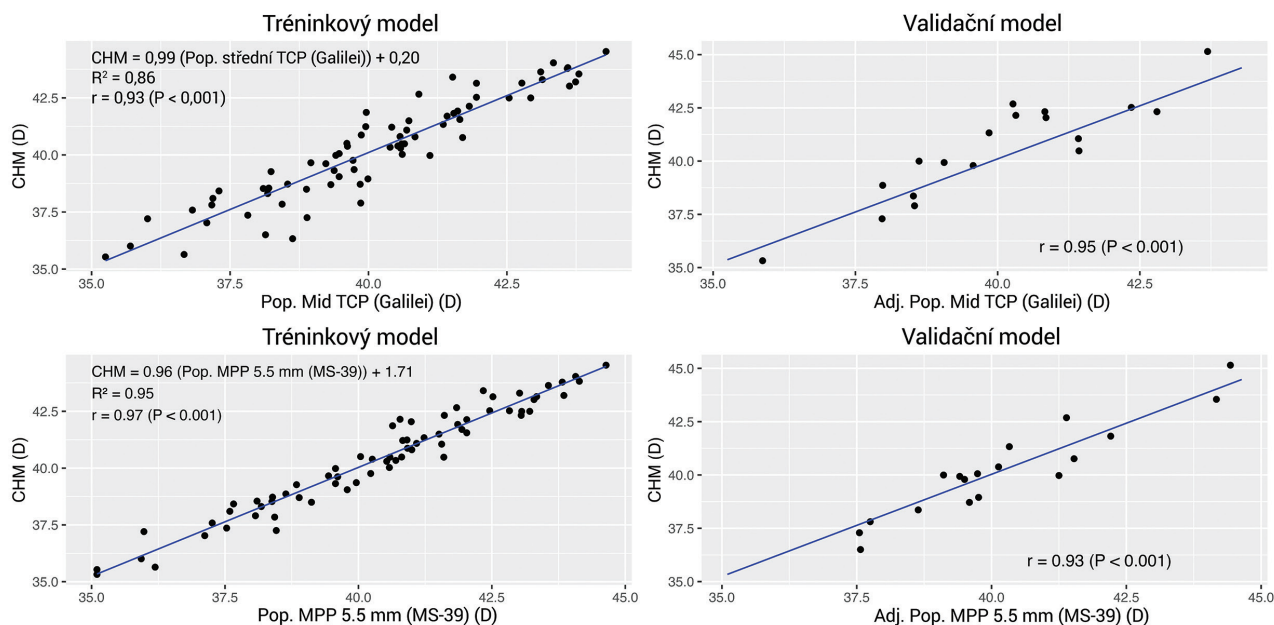 Tréninkový model
CHM = 0,99 (Pop. střední TCP (Galilei)) + 0,20
R² = 0,86
r = 0,93 (P < 0,001)
CHM (D)
42.5
40.0
37.5
35.0
35.0 37.5 40.0 42.5
Pop. Mid TCP (Galilei) (D)
Validační model
CHM (D)
45.0
42.5
40.0
37.5
35.0
r = 0.95 (P < 0.001)
35.0 37.5 40.0 42.5
Adj. Pop. Mid TCP (Galilei) (D)
Tréninkový model
CHM = 0.96 (Pop. MPP 5.5 mm (MS-39)) + 1.71
R² = 0.95
r = 0.97 (P < 0.001)
CHM (D)
42.5
40.0
37.5
35.0
35.0 37.5 40.0 42.5 45.0
Pop. MPP 5.5 mm (MS-39) (D)
Validační model
CHM (D)
45.0
42.5
40.0
37.5
35.0
r = 0.93 (P < 0.001)
35.0 37.5 40.0 42.5 45.0
Adj. Pop. MPP 5.5 mm (MS-39) (D)